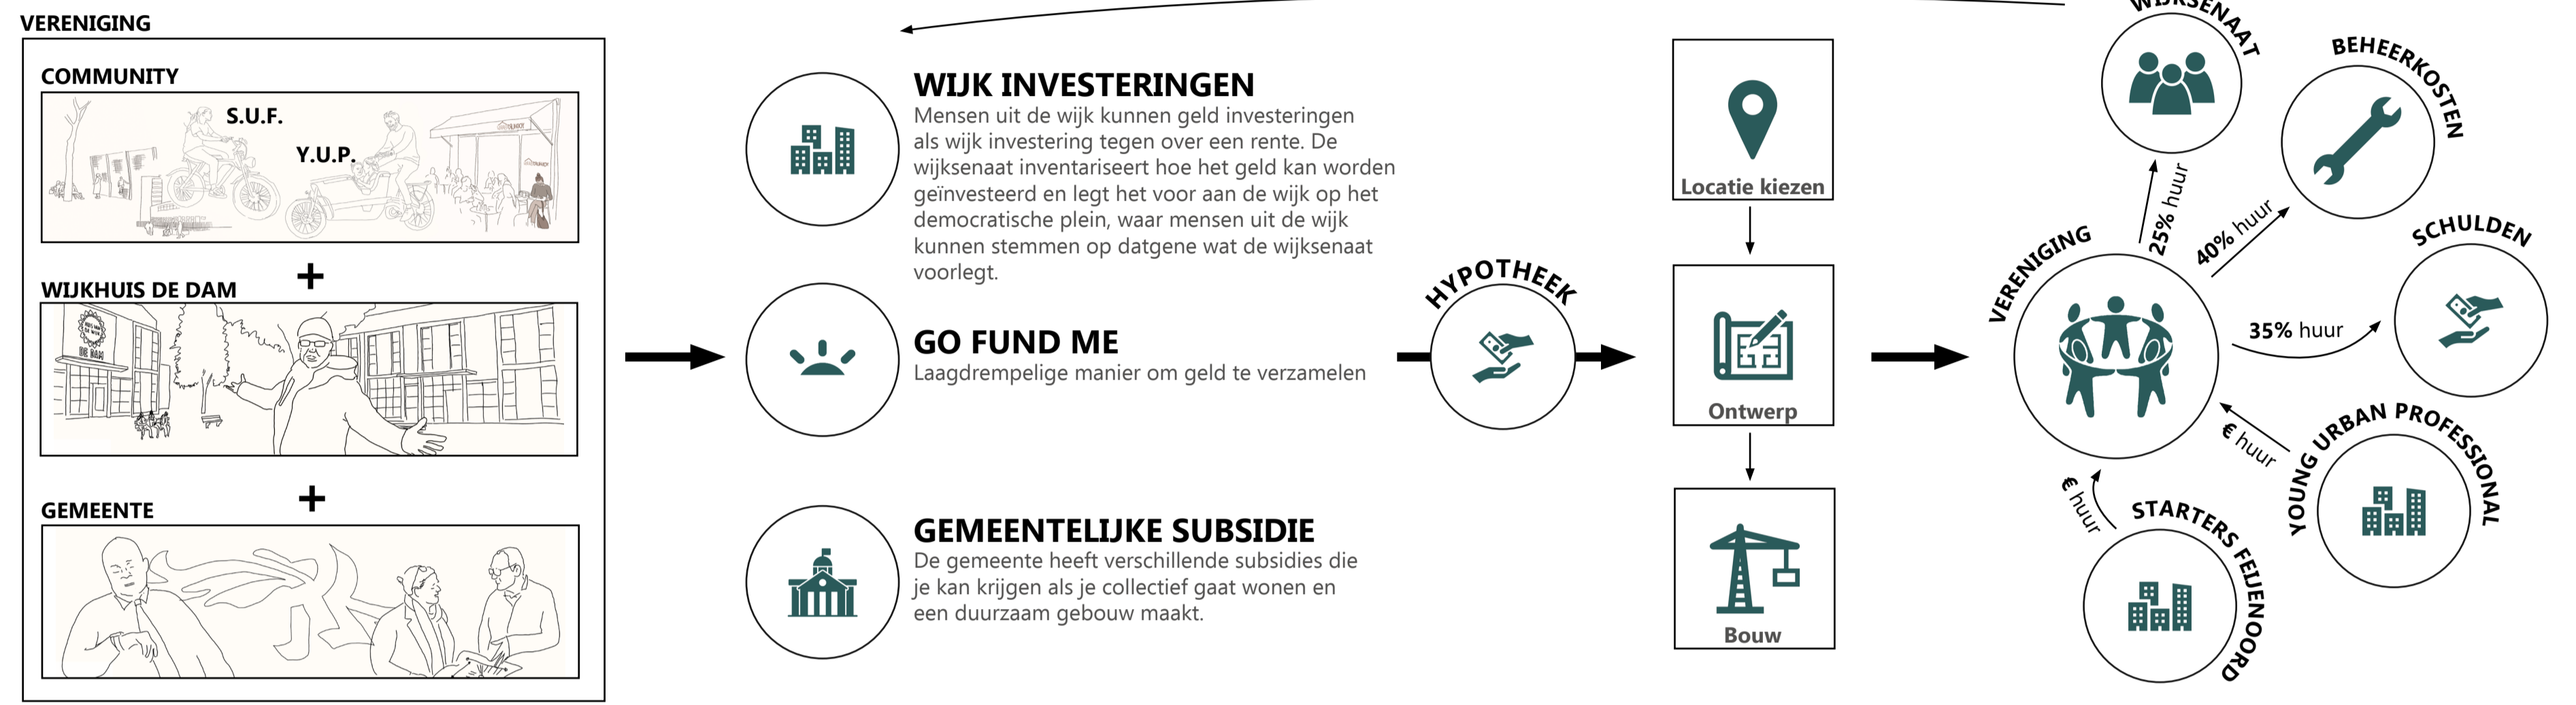 VERENIGING
COMMUNITY
S.U.F.
Y.U.P.
+
WIJKHUIS DE DAM
DE DAM
+
GEMEENTE
WIJK INVESTERINGEN
Mensen uit de wijk kunnen geld investeringen
als wijk investering tegen over een rente. De
wijksenaat inventariseert hoe het geld kan worden
geïnvesteerd en legt het voor aan de wijk op het
democratische plein, waar mensen uit de wijk
kunnen stemmen op datgene wat de wijksenaat
voorlegt.
GO FUND ME
Laagdrempelige manier om geld te verzamelen
GEMEENTELIJKE SUBSIDIE
De gemeente heeft verschillende subsidies die
je kan krijgen als je collectief gaat wonen en
een duurzaam gebouw maakt.
HYPOTHEEK
Locatie kiezen
Ontwerp
Bouw
WIJKSENAAT
BEHEERKOSTEN
SCHULDEN
VERENIGING
25% huur
40% huur
35% huur
€ huur
YOUNG URBAN PROFESSIONAL
€ huur
STARTERS FEIJENOORD